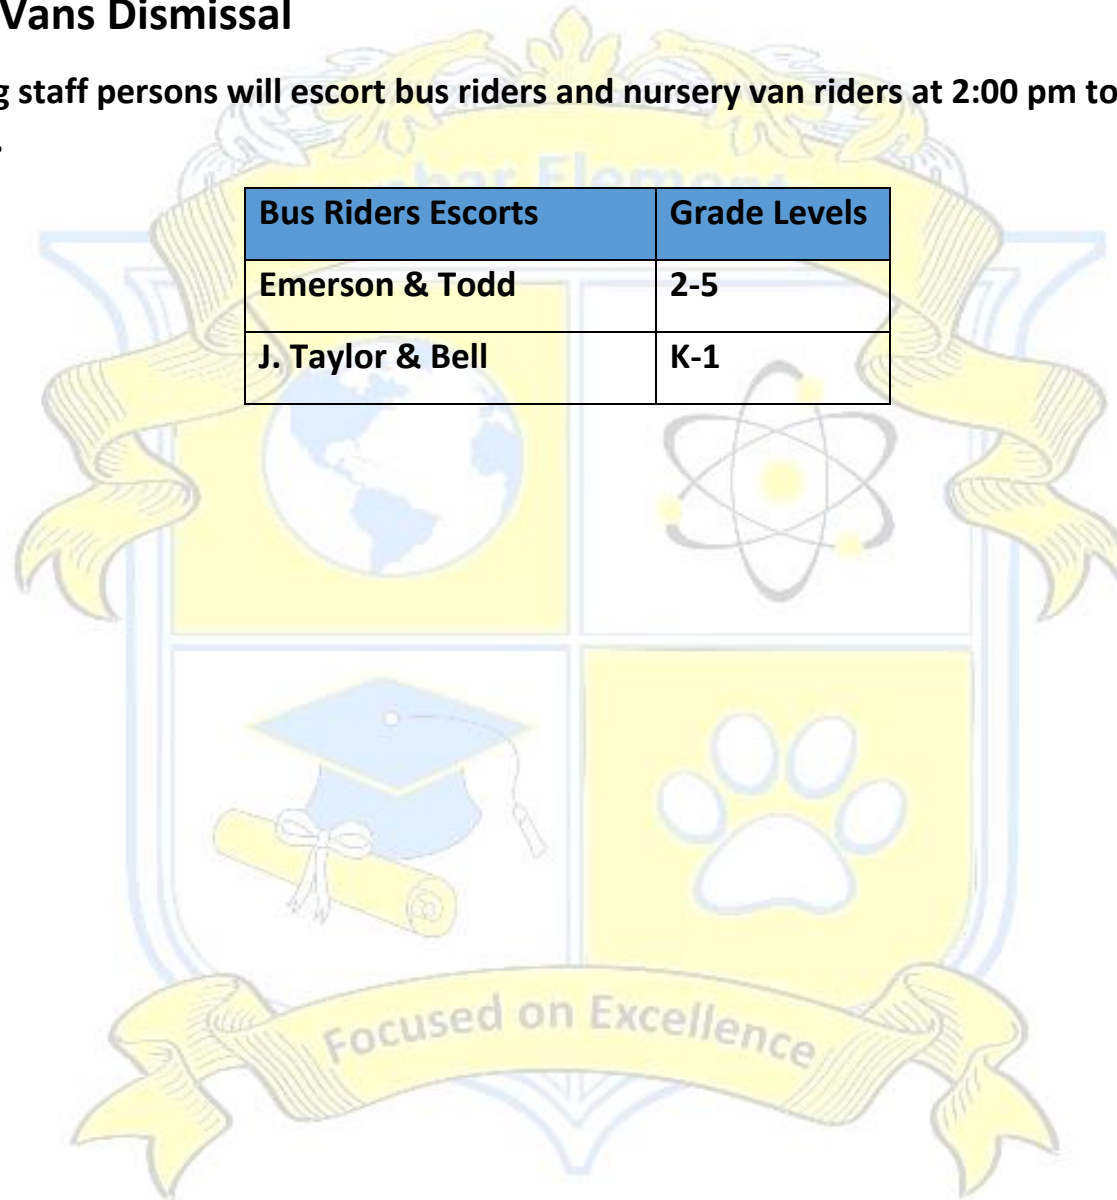 Vans Dismissal
g staff persons will escort bus riders and nursery van riders at 2:00 pm to
.
Bus Riders Escorts Grade Levels
Emerson & Todd 2-5
J. Taylor & Bell K-1
Focused on Excellence